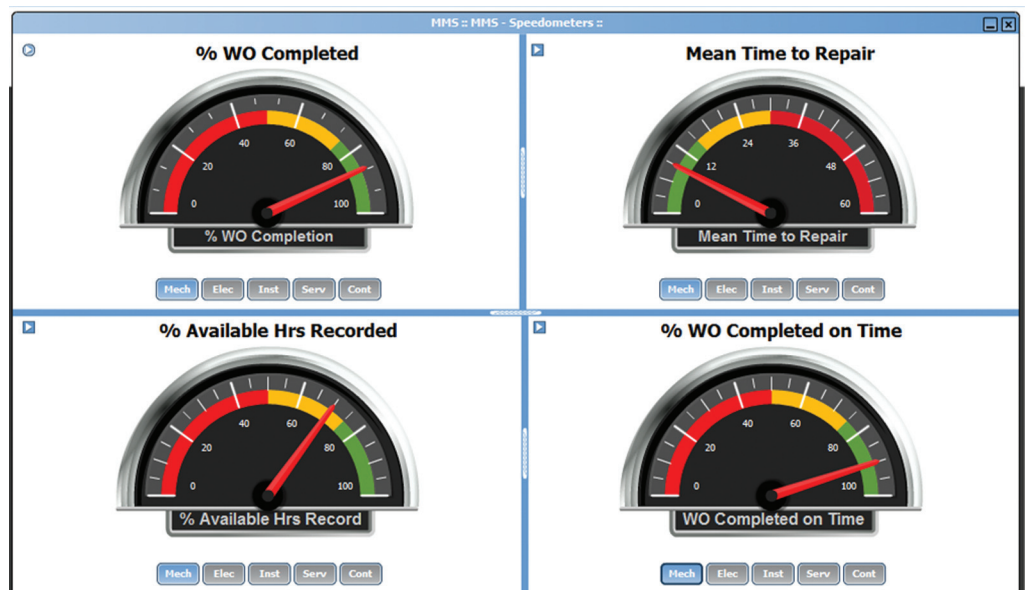 MMS :: MMS - Speedometers ::
% WO Completed
0 20 40 60 80 100
% WO Completion
Mech Elec Inst Serv Cont
Mean Time to Repair
0 12 24 36 48 60
Mean Time to Repair
Mech Elec Inst Serv Cont
% Available Hrs Recorded
0 20 40 60 80 100
% Available Hrs Record
Mech Elec Inst Serv Cont
% WO Completed on Time
0 20 40 60 80 100
WO Completed on Time
Mech Elec Inst Serv Cont